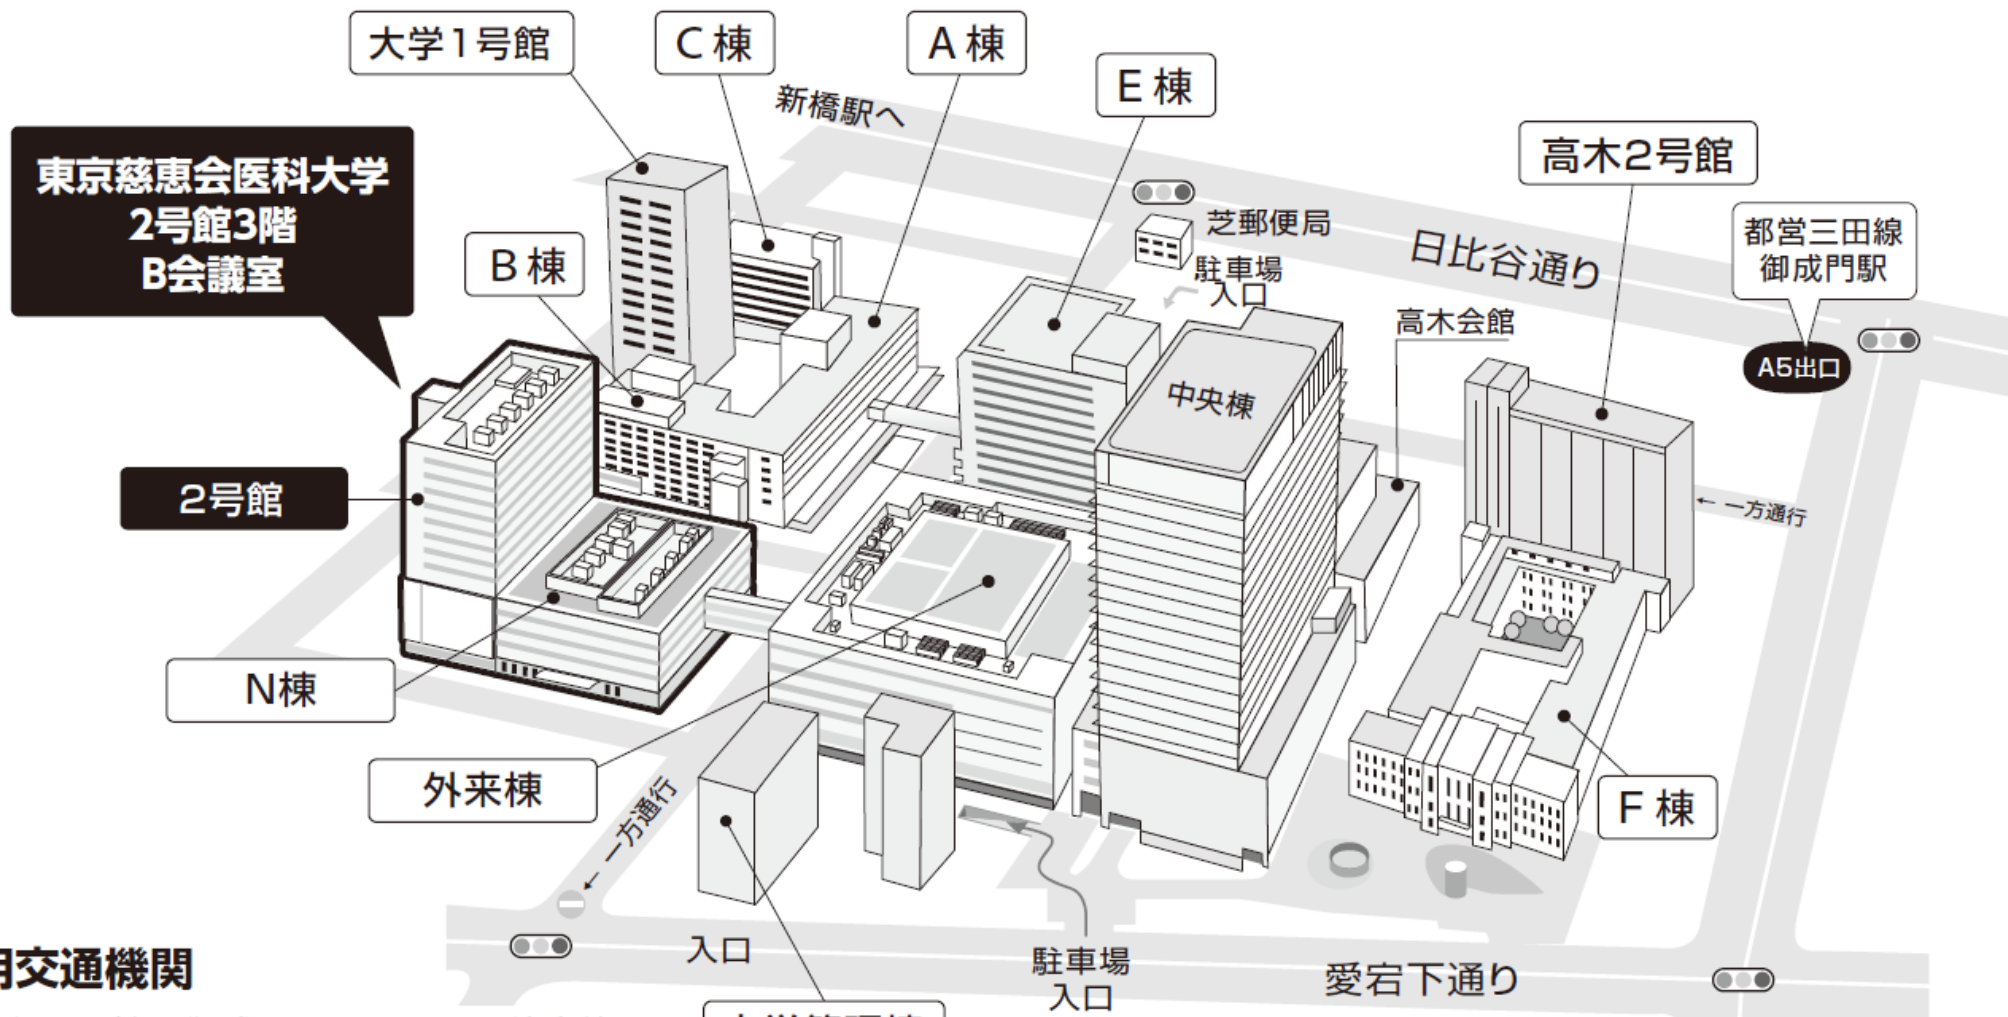 大学1号館
C棟
A棟
E棟
新橋駅へ
高木2号館
東京慈恵会医科大学
2号館3階
B会議室
B棟
芝郵便局
駐車場
入口
日比谷通り
都営三田線
御成門駅
A5出口
高木会館
中央棟
2号館
←一方通行
N棟
外来棟
←一方通行
F棟
入口
駐車場
入口
愛宕下通り
交通機関